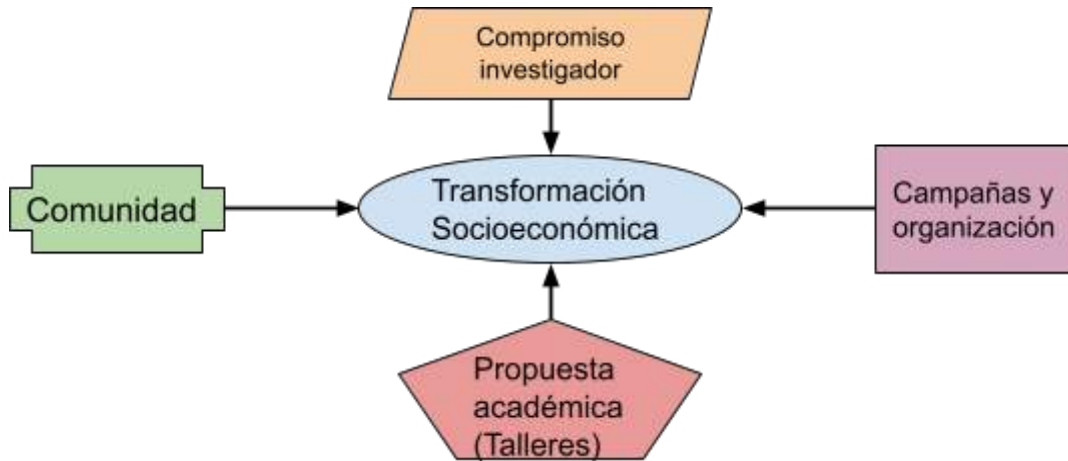 Compromiso
investigador
Comunidad
Transformación
Socioeconómica
Campañas y
organización
Propuesta
académica
(Talleres)